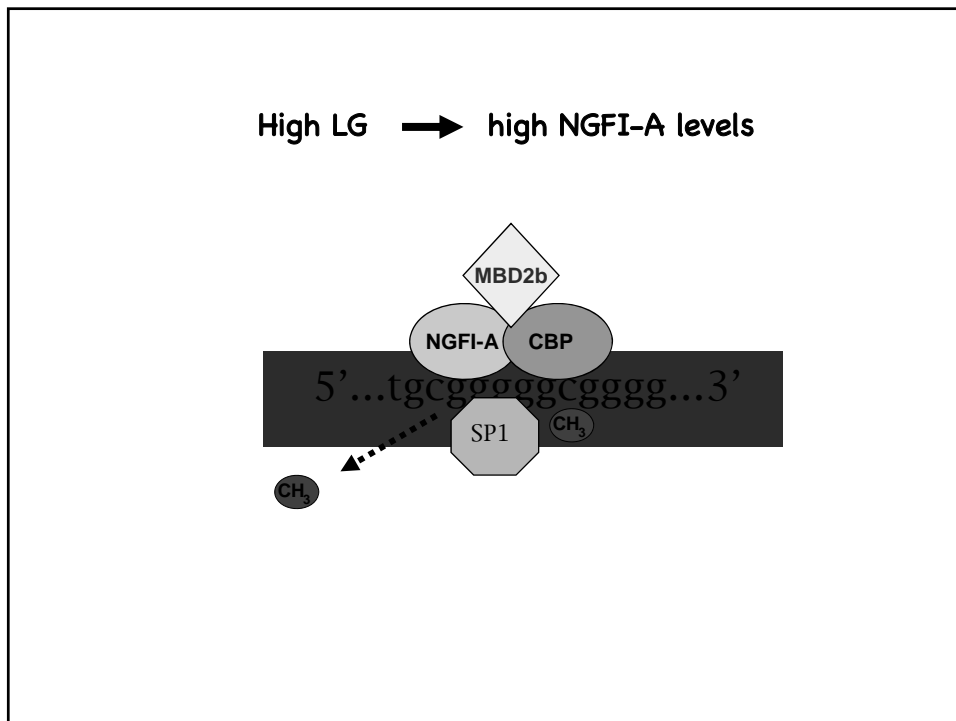 High LG → high NGFI-A levels
MBD2b
NGFI-A CBP
5’...tgcgggggcgggg...3’
SP1 CH₃
CH₃